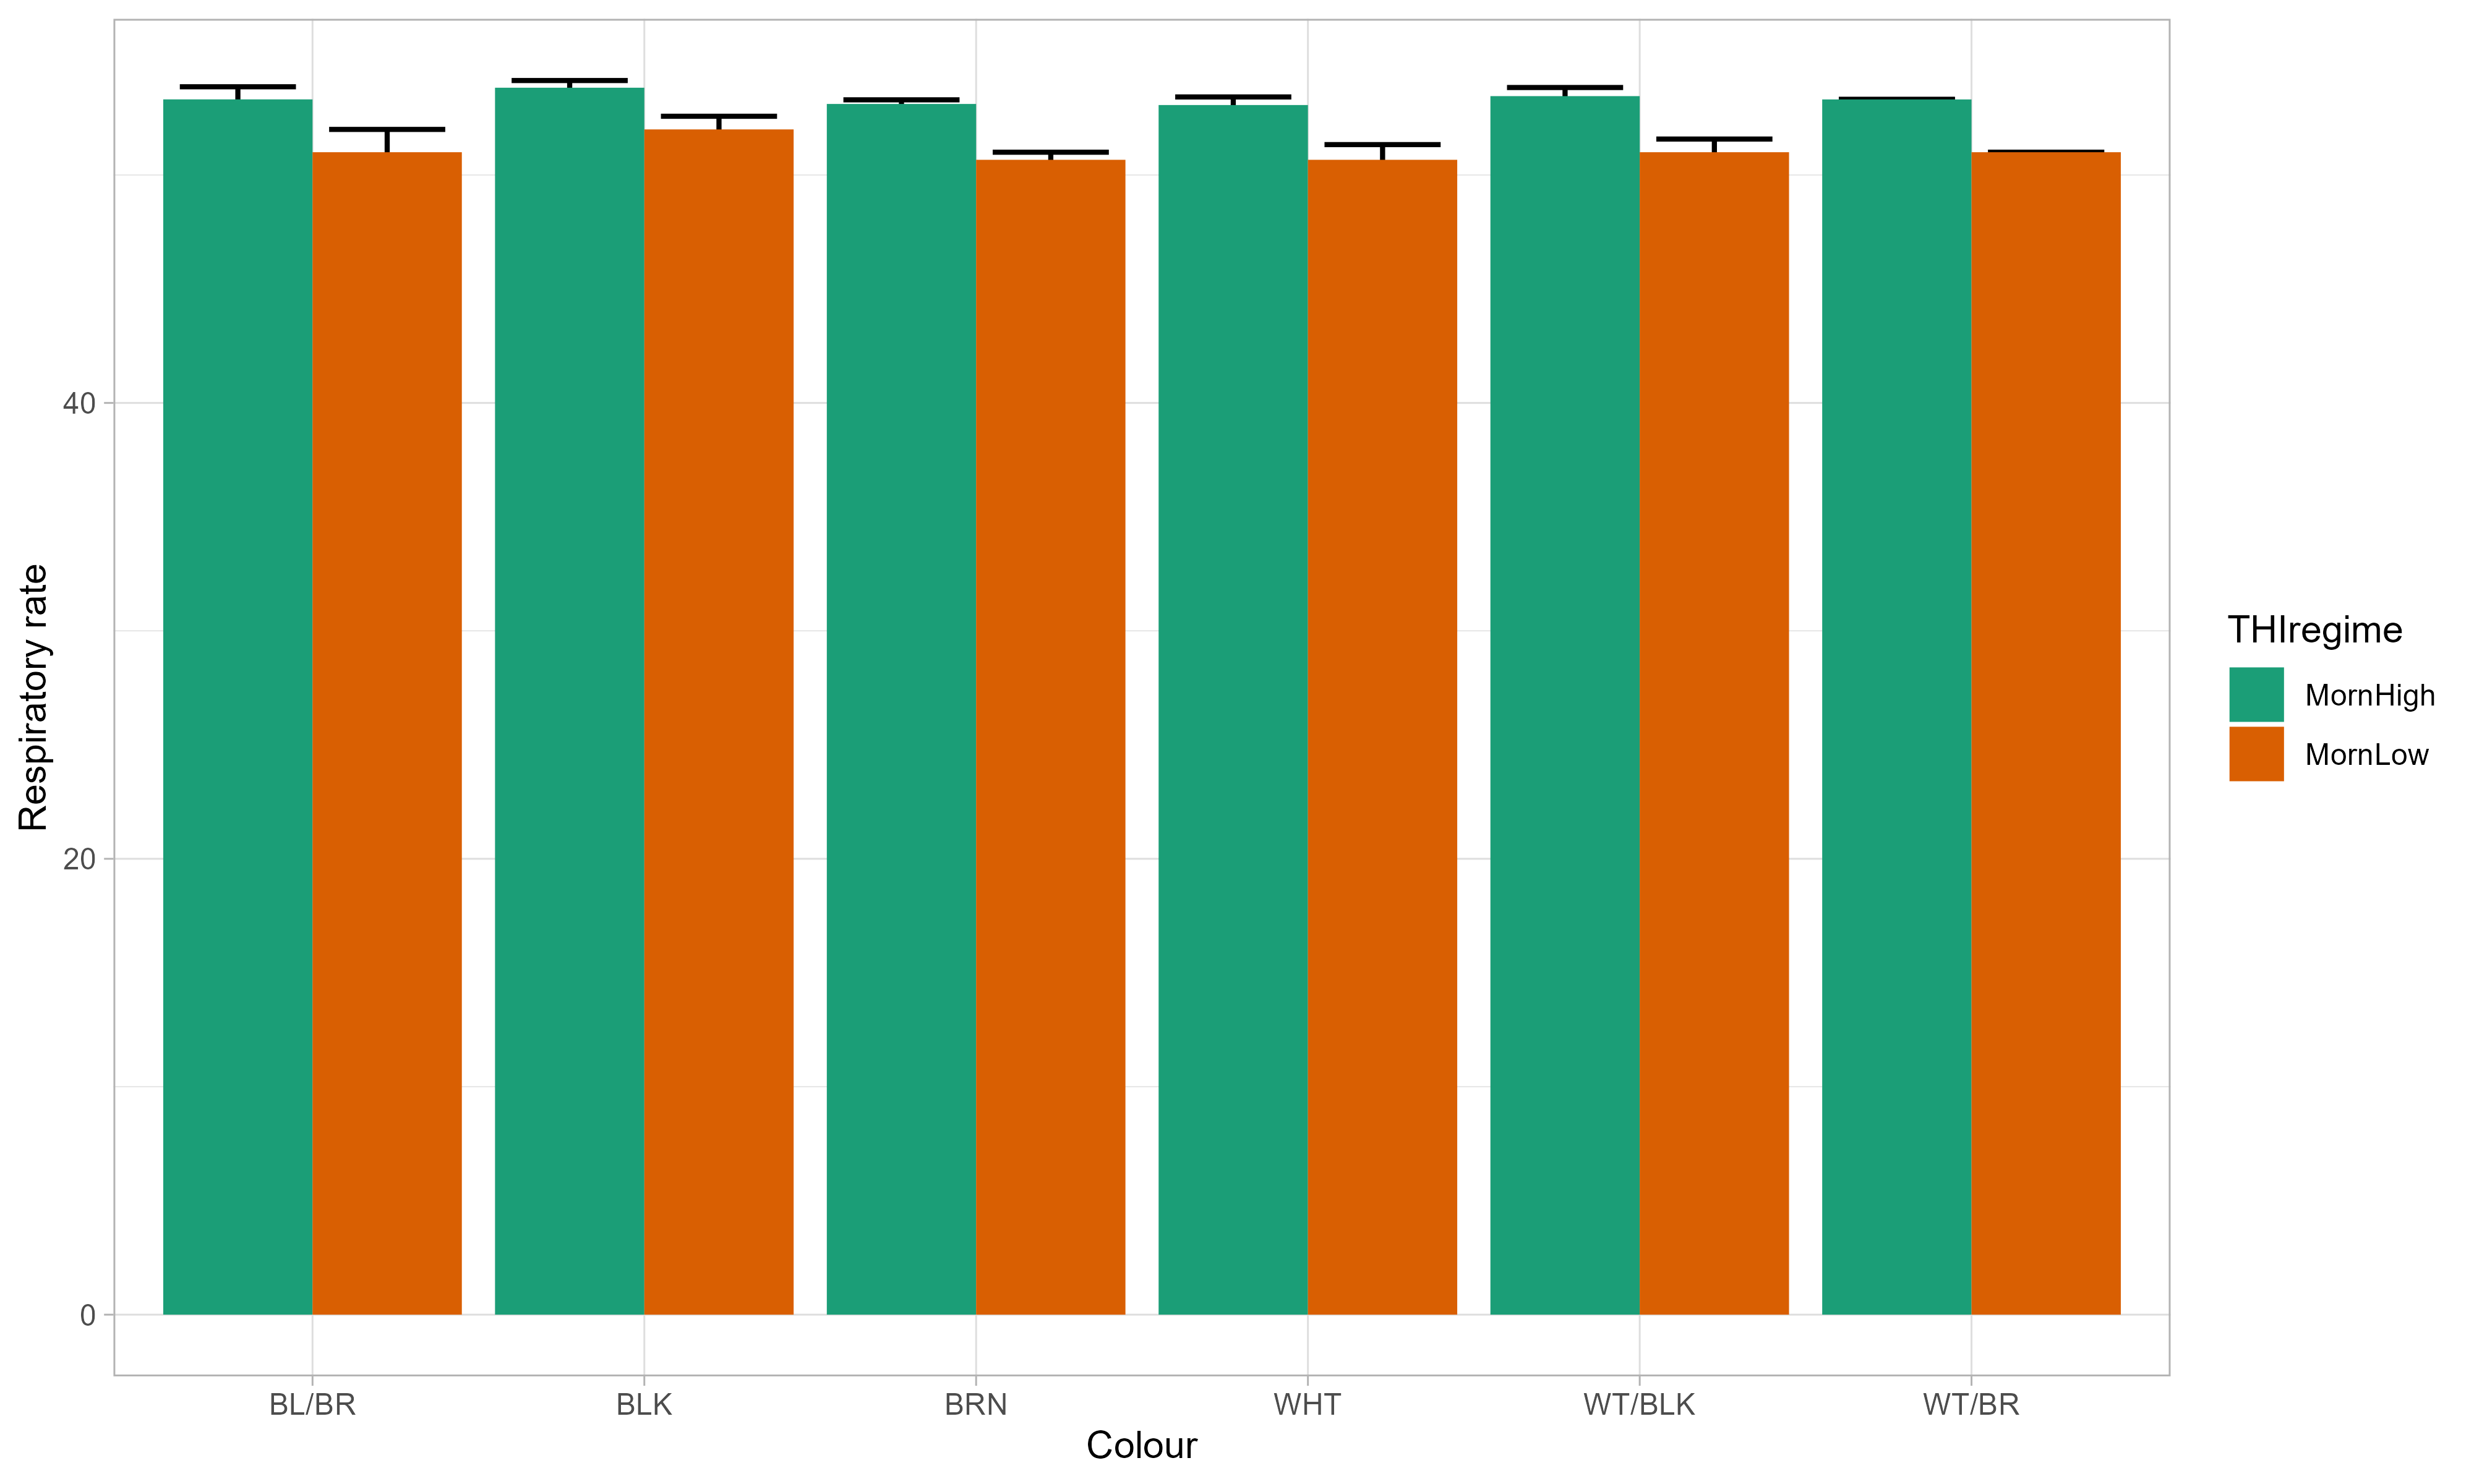 Respiratory rate
40
20
0
BL/BR BLK BRN WHT WT/BLK WT/BR
Colour
THIregime
MornHigh
MornLow